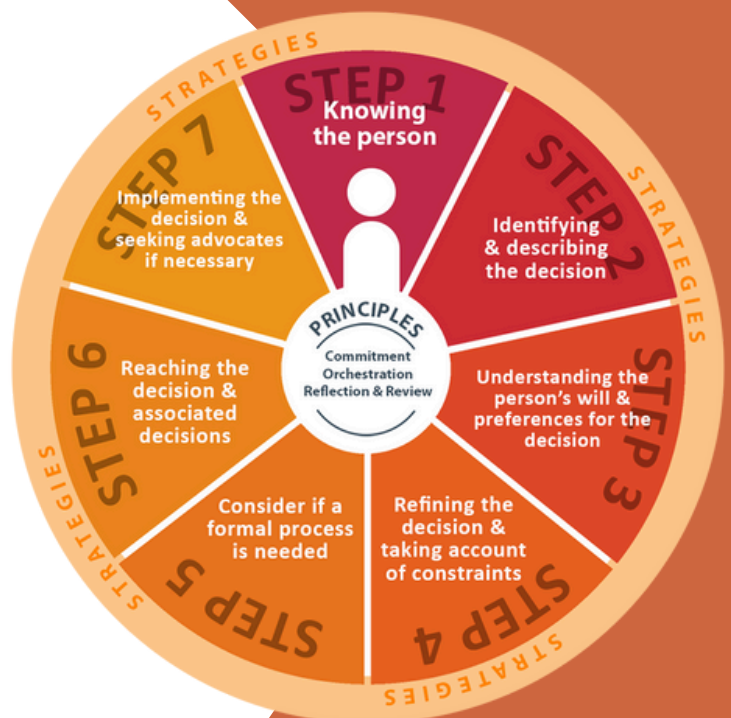 STRATEGIES
STEP 1
Knowing
the person
STEP 2
Identifying
& describing
the decision
STRATEGIES
STEP 3
Understanding the
person's will &
preferences for the
decision
STEP 4
Refining the
decision &
taking account
of constraints
STRATEGIES
STEP 5
Consider if a
formal process
is needed
STEP 6
Reaching the
decision &
associated
decisions
STRATEGIES
STEP 7
Implementing the
decision &
seeking advocates
if necessary
PRINCIPLES
Commitment
Orchestration
Reflection & Review